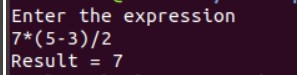 Enter the expression
7*(5-3)/2
Result = 7